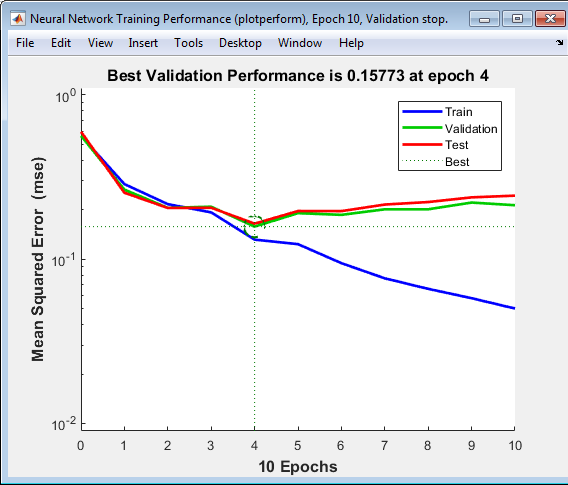 Neural Network Training Performance (plotperform), Epoch 10, Validation stop.
File Edit View Insert Tools Desktop Window Help
Best Validation Performance is 0.15773 at epoch 4
Mean Squared Error (mse)
10^0
10^-1
10^-2
Train
Validation
Test
Best
0 1 2 3 4 5 6 7 8 9 10
10 Epochs